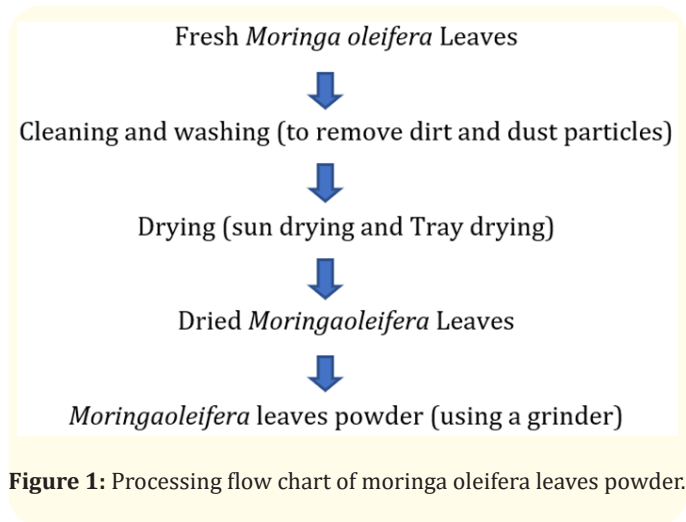 Fresh Moringa oleifera Leaves
Cleaning and washing (to remove dirt and dust particles)
Drying (sun drying and Tray drying)
Dried Moringaoleifera Leaves
Moringaoleifera leaves powder (using a grinder)
Figure 1: Processing flow chart of moringa oleifera leaves powder.